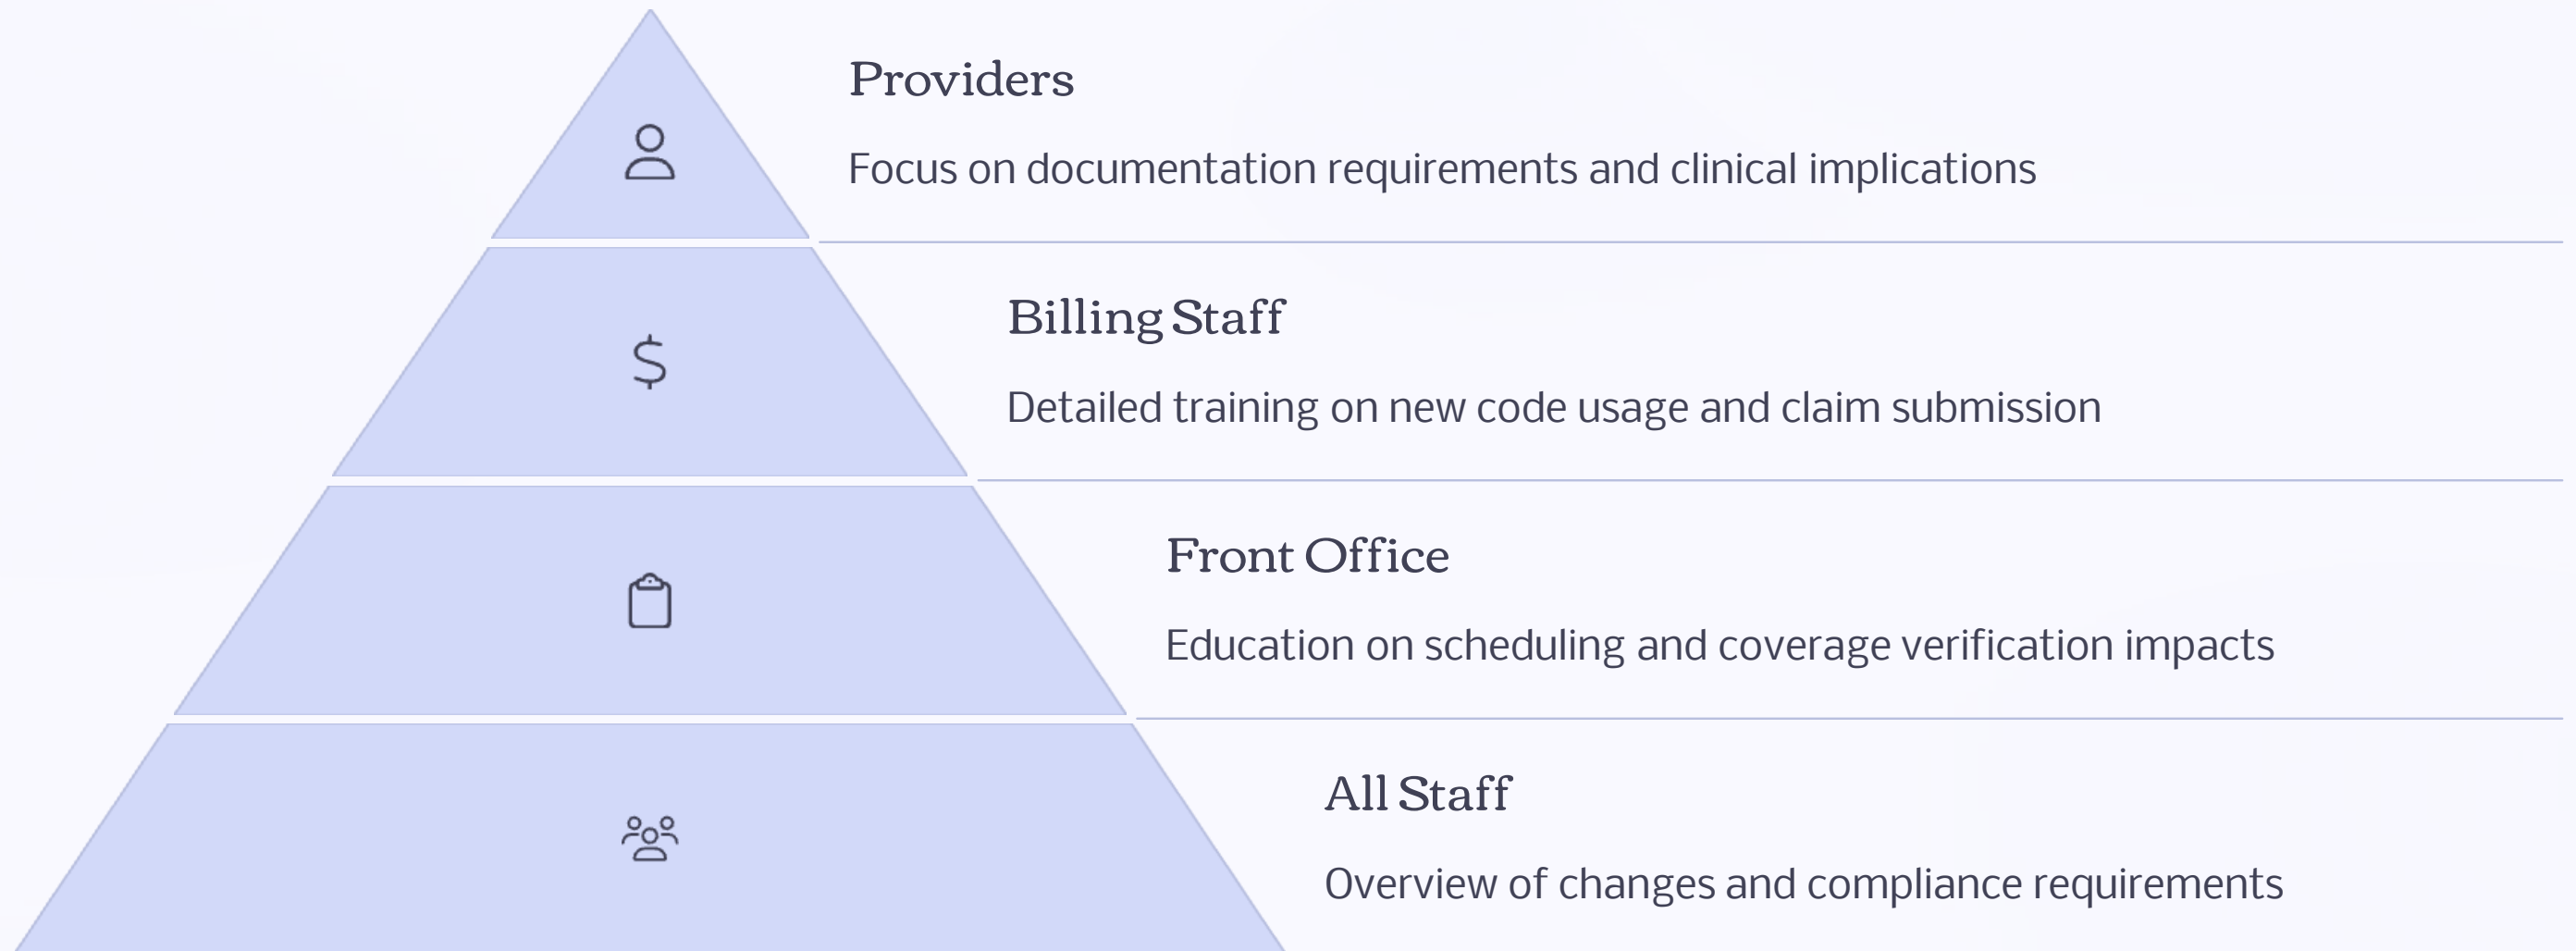 Providers
Focus on documentation requirements and clinical implications
$
Billing Staff
Detailed training on new code usage and claim submission
Front Office
Education on scheduling and coverage verification impacts
All Staff
Overview of changes and compliance requirements